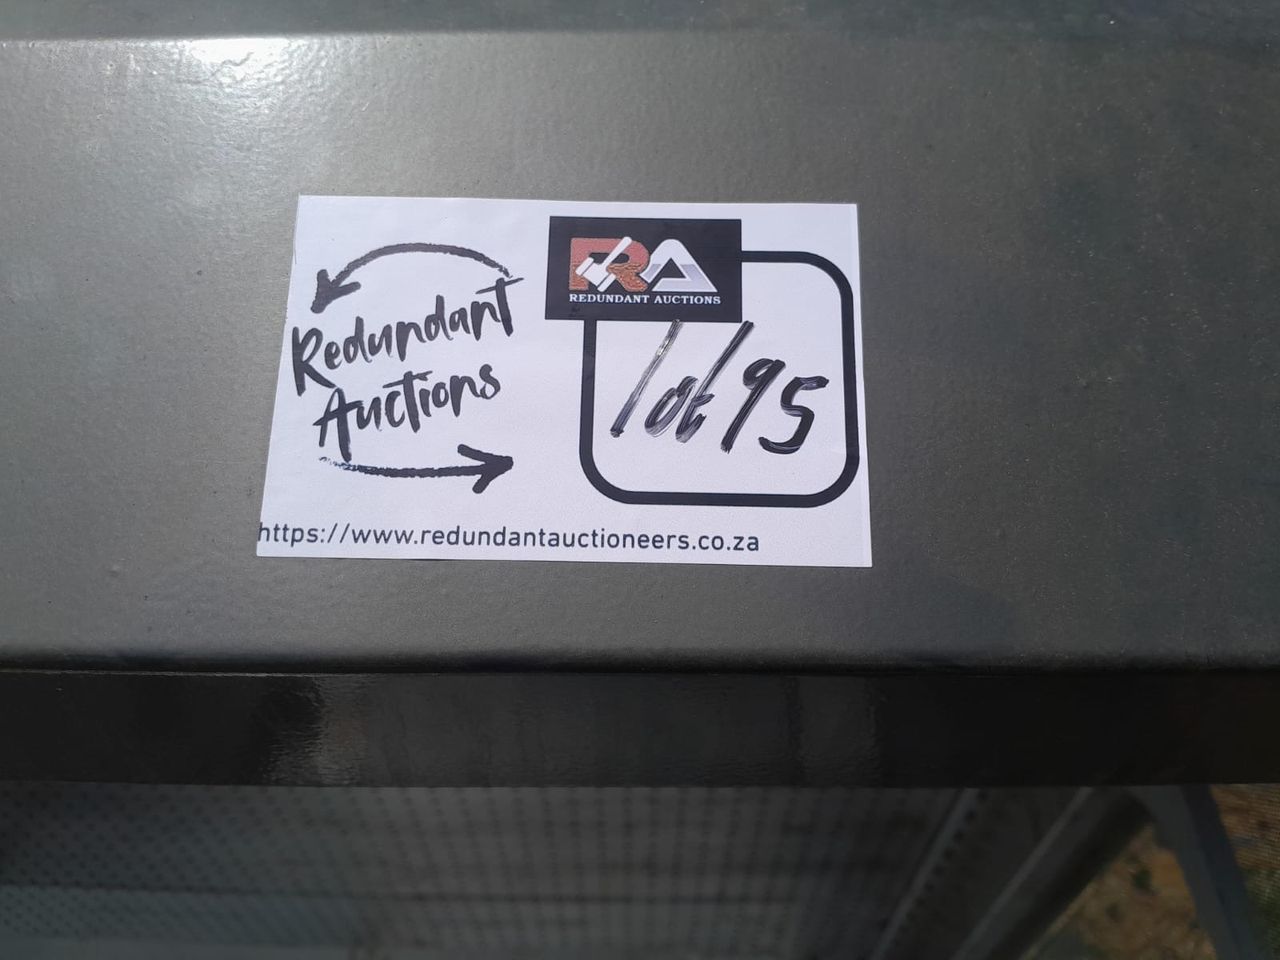 Redundant
Auctions
RA
REDUNDANT AUCTIONS
lot 95
https://www.redundantauctioneers.co.za